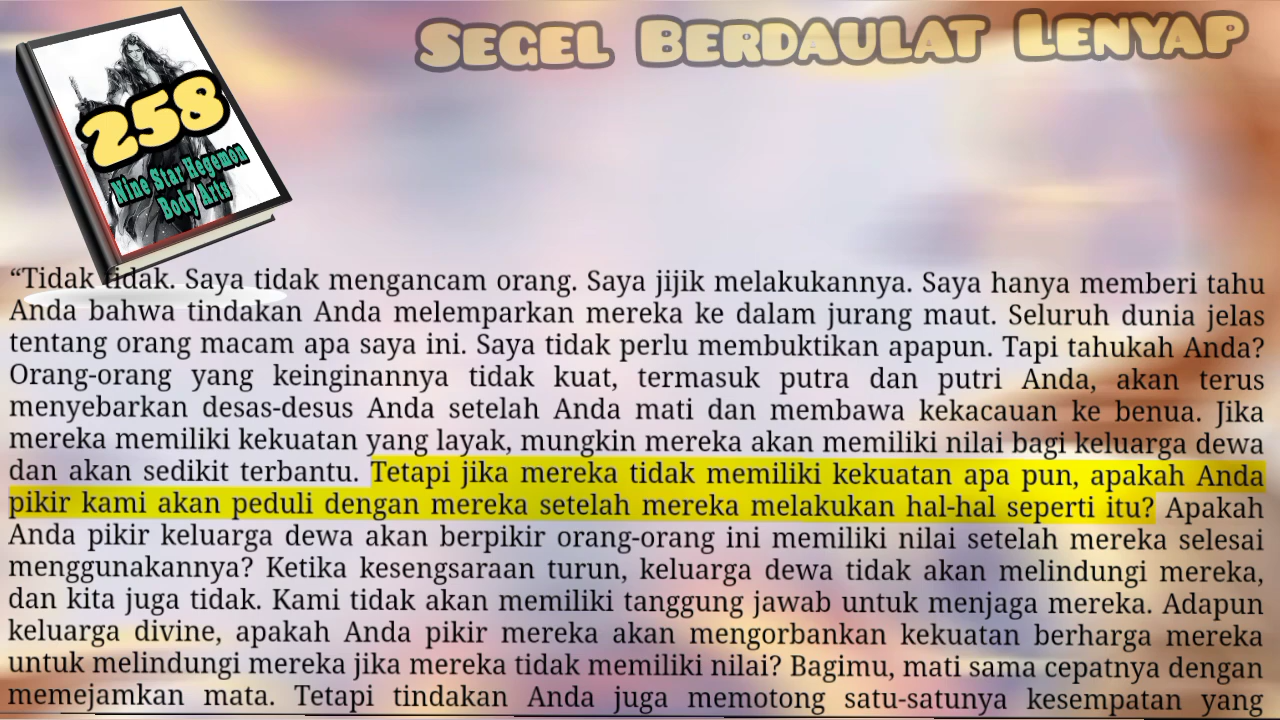 Segel Berdaulat Lenyap
258
Nine Star Hegemon
Body Arts
“Tidak tidak. Saya tidak mengancam orang. Saya jijik melakukannya. Saya hanya memberi tahu
Anda bahwa tindakan Anda melemparkan mereka ke dalam jurang maut. Seluruh dunia jelas
tentang orang macam apa saya ini. Saya tidak perlu membuktikan apapun. Tapi tahukah Anda?
Orang-orang yang keinginannya tidak kuat, termasuk putra dan putri Anda, akan terus
menyebarkan desas-desus Anda setelah Anda mati dan membawa kekacauan ke benua. Jika
mereka memiliki kekuatan yang layak, mungkin mereka akan memiliki nilai bagi keluarga dewa
dan akan sedikit terbantu. Tetapi jika mereka tidak memiliki kekuatan apa pun, apakah Anda
pikir kami akan peduli dengan mereka setelah mereka melakukan hal-hal seperti itu? Apakah
Anda pikir keluarga dewa akan berpikir orang-orang ini memiliki nilai setelah mereka selesai
menggunakannya? Ketika kesengsaraan turun, keluarga dewa tidak akan melindungi mereka,
dan kita juga tidak. Kami tidak akan memiliki tanggung jawab untuk menjaga mereka. Adapun
keluarga divine, apakah Anda pikir mereka akan mengorbankan kekuatan berharga mereka
untuk melindungi mereka jika mereka tidak memiliki nilai? Bagimu, mati sama cepatnya dengan
memejamkan mata. Tetapi tindakan Anda juga memotong satu-satunya kesempatan yang